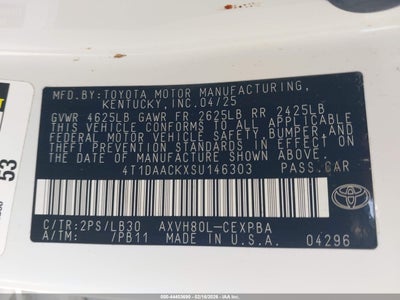 MFD.BY:TOYOTA MOTOR MANUFACTURING,
KENTUCKY,INC.04/25
GVWR 4625LB GAWR FR 2625LB RR 2425LB
THIS VEHICLE CONFORMS TO ALL APPLICABLE
FEDERAL MOTOR VEHICLE SAFETY,BUMPER,AND
THEFT PREVENTION STANDARDS IN EFFECT ON
THE DATE OF MANUFACTURE SHOWN ABOVE.
4T1DAACKXSU146303 PASS.CAR
C/TR:2PS/LB30 AXVH80L-CEXPBA
A/TM: /PB11 Made in U.S.A.
04296
TOYOTA
53